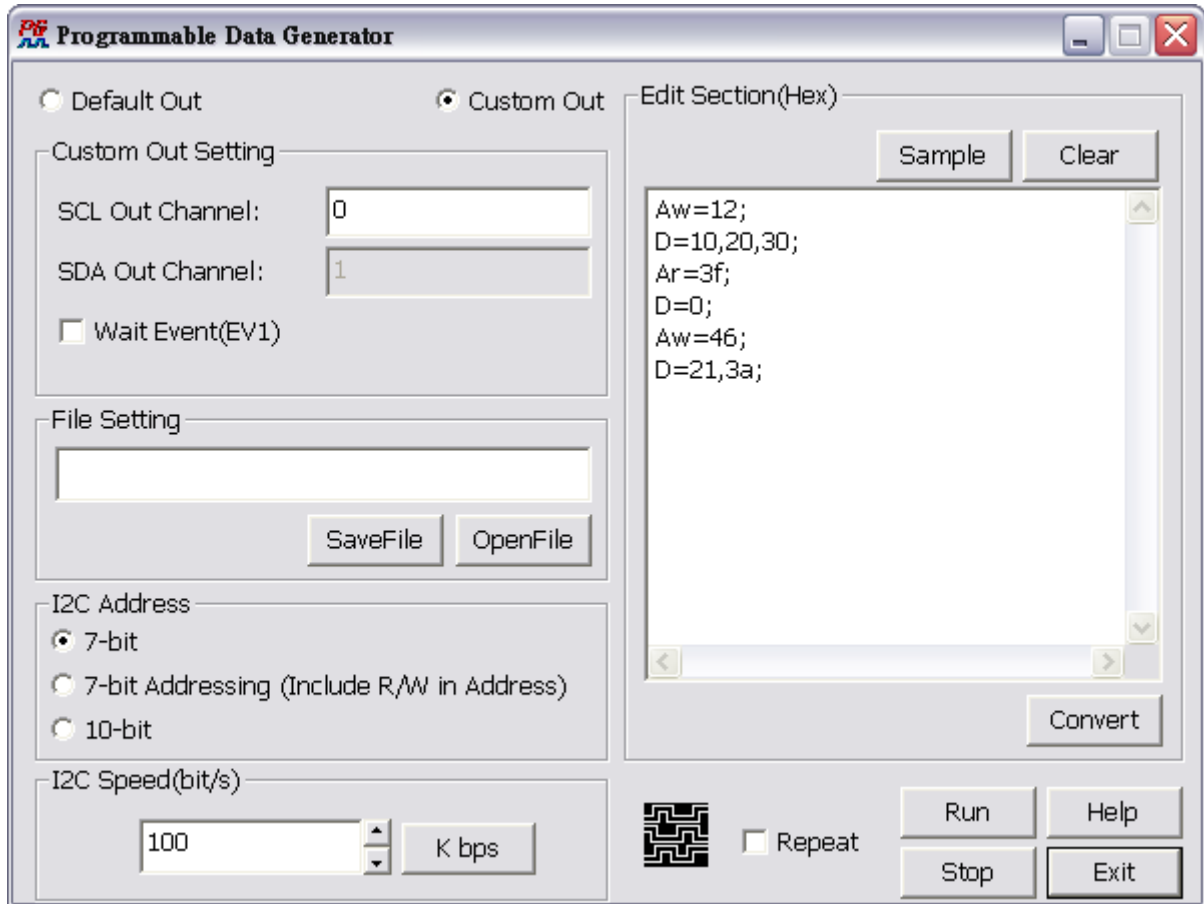 Programmable Data Generator
Default Out
Custom Out
Custom Out Setting
SCL Out Channel:
0
SDA Out Channel:
1
Wait Event(EV1)
File Setting
SaveFile
OpenFile
I2C Address
7-bit
7-bit Addressing (Include R/W in Address)
10-bit
I2C Speed(bit/s)
100
K bps
Edit Section(Hex)
Sample
Clear
Aw=12;
D=10,20,30;
Ar=3f;
D=0;
Aw=46;
D=21,3a;
Convert
Repeat
Run
Help
Stop
Exit